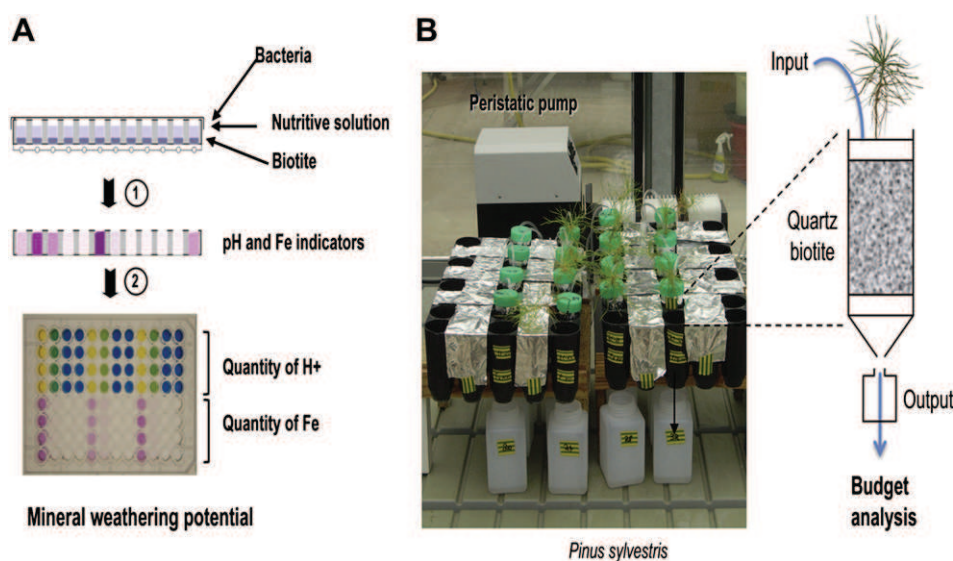 A
Bacteria
Nutritive solution
Biotite
1
pH and Fe indicators
2
Quantity of H+
Quantity of Fe
Mineral weathering potential
B
Peristatic pump
Input
Quartz
biotite
Output
Budget
analysis
Pinus sylvestris